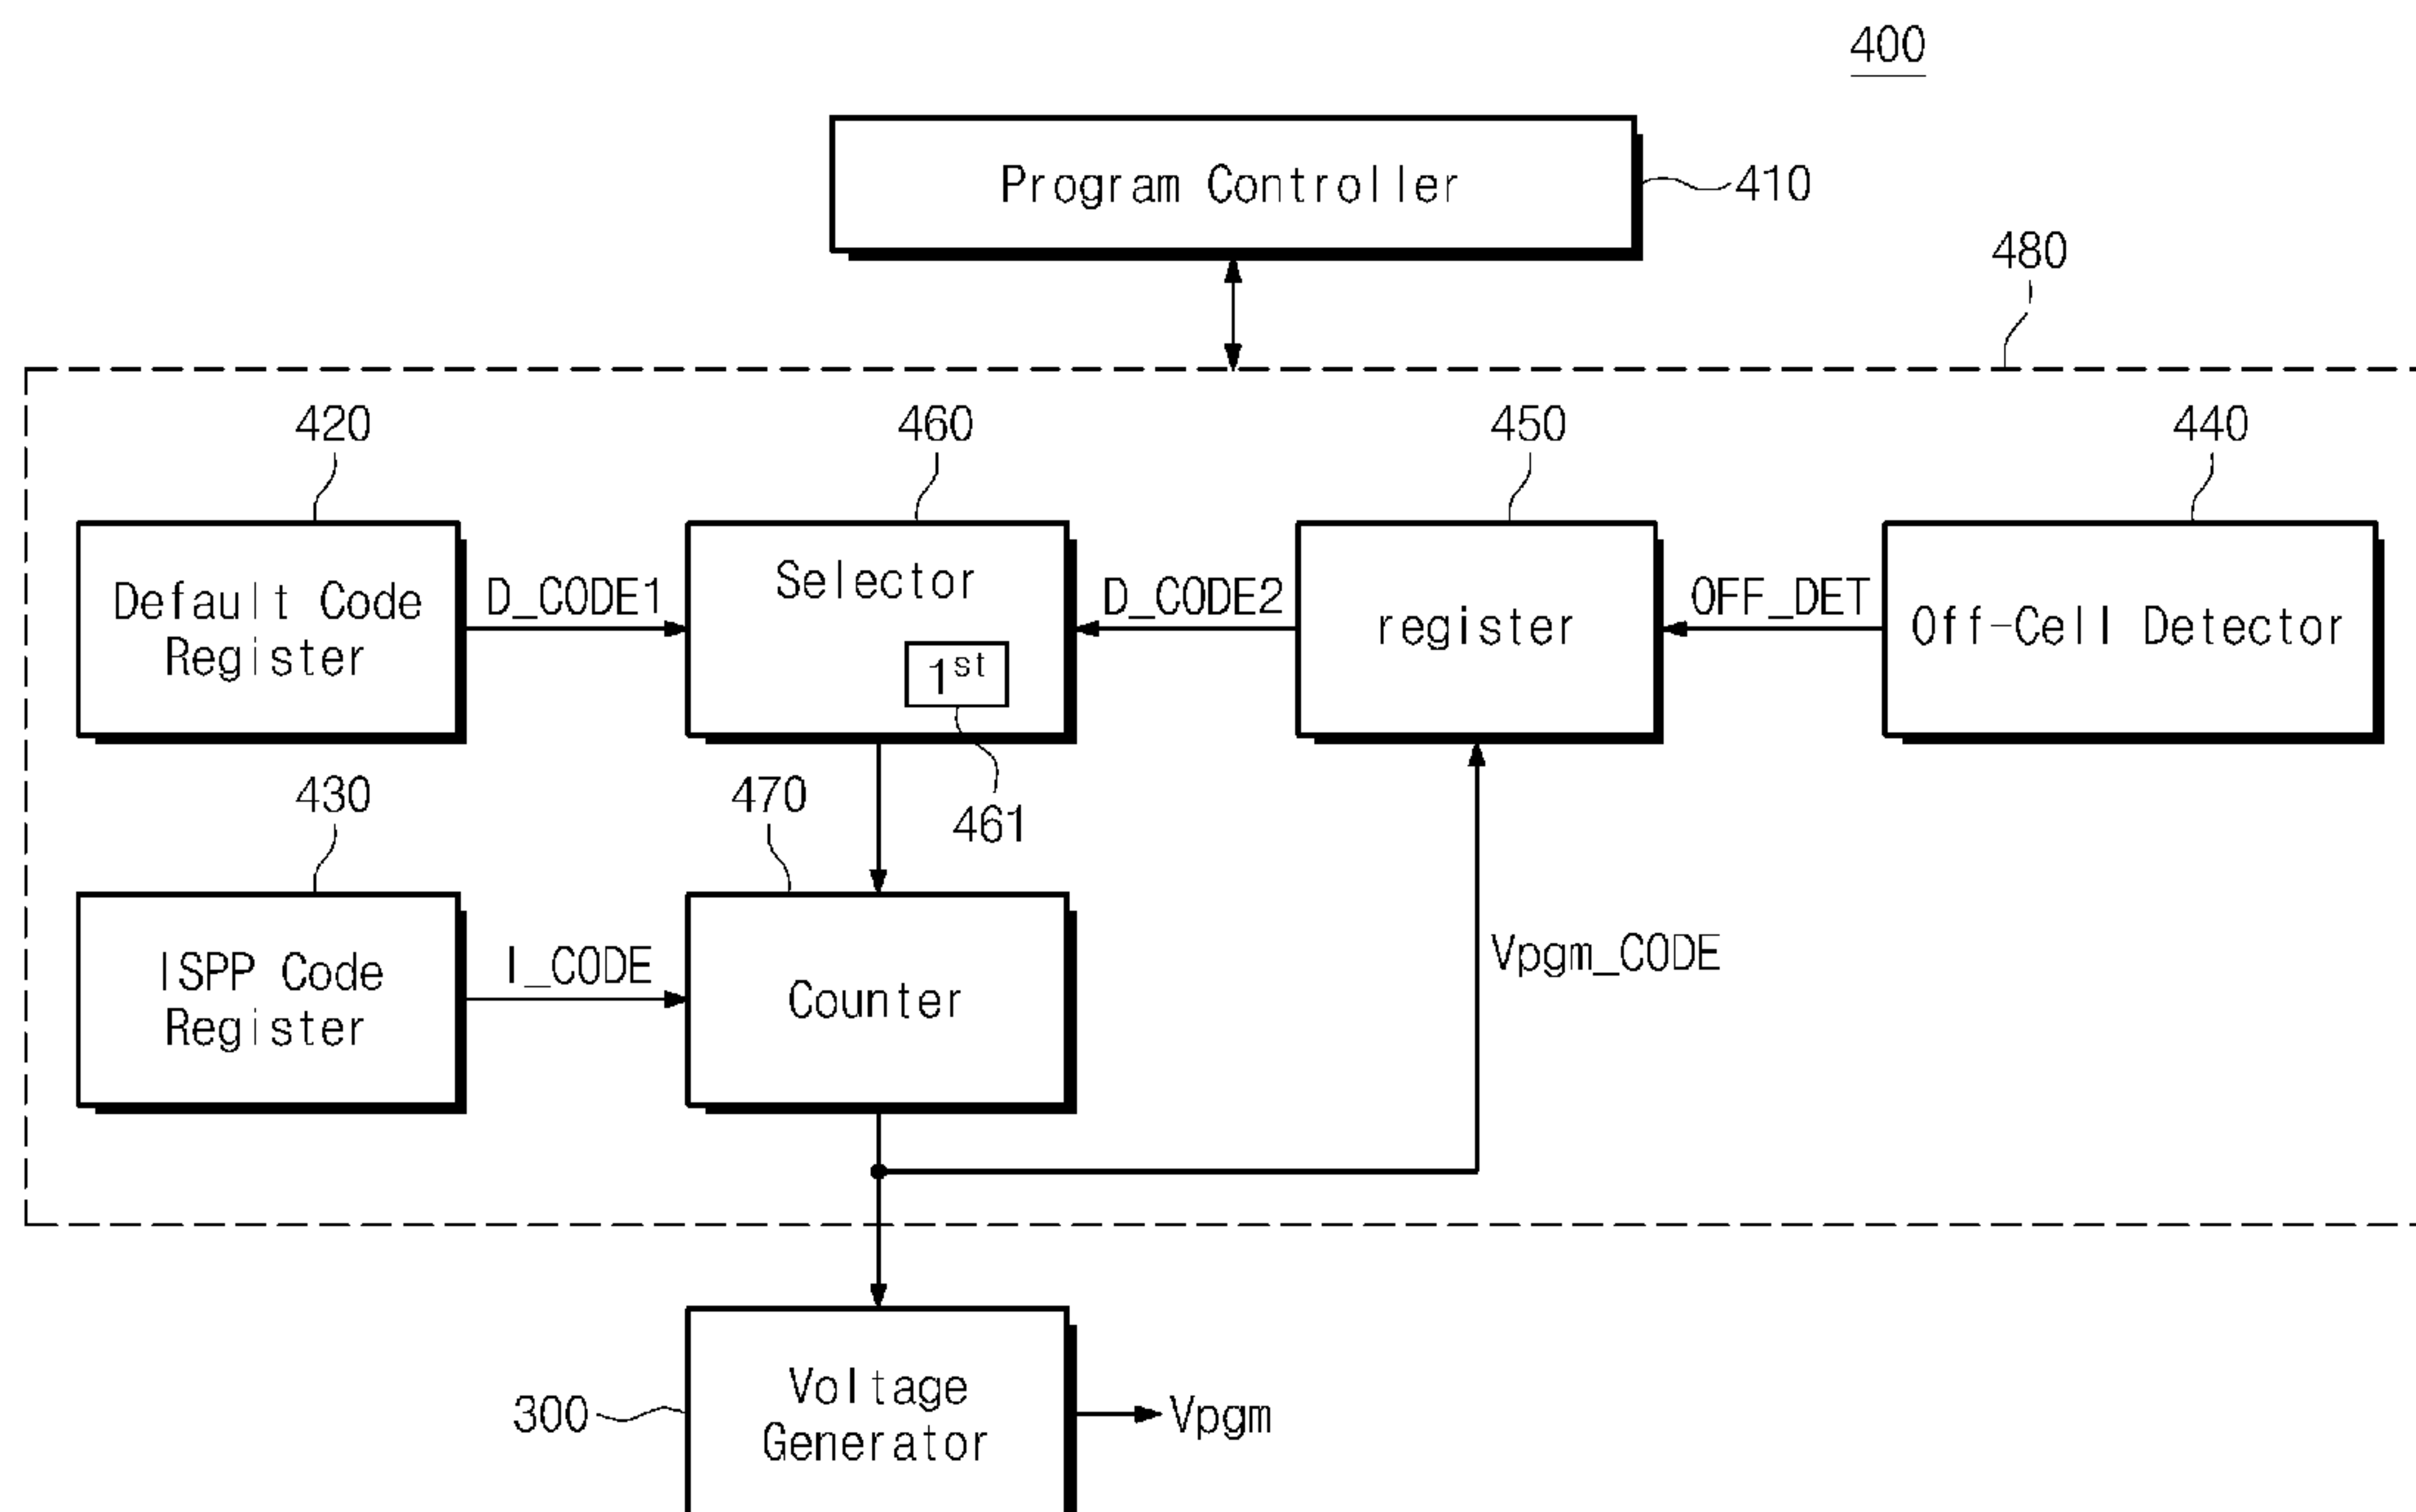 400
Program Controller
410
480
420
460
450
440
Default Code
Register
D_CODE1
Selector
1st
461
D_CODE2
register
OFF_DET
Off-Cell Detector
430
470
ISPP Code
Register
I_CODE
Counter
Vpgm_CODE
300
Voltage
Generator
Vpgm